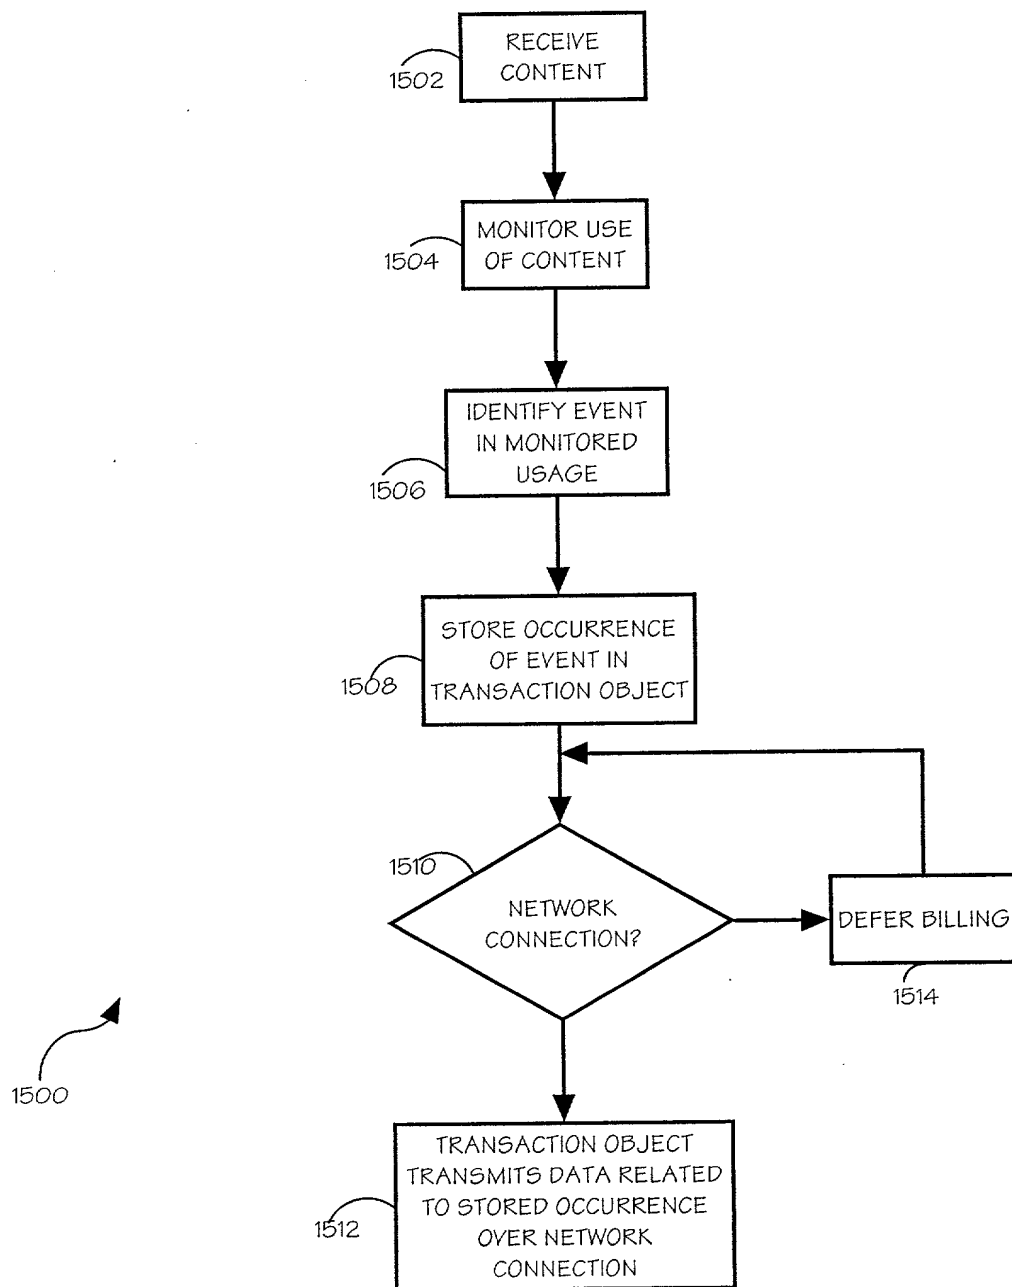 RECEIVE
CONTENT
1502
MONITOR USE
OF CONTENT
1504
IDENTIFY EVENT
IN MONITORED
USAGE
1506
STORE OCCURRENCE
OF EVENT IN
TRANSACTION OBJECT
1508
1510
NETWORK
CONNECTION?
DEFER BILLING
1514
1500
TRANSACTION OBJECT
TRANSMITS DATA RELATED
TO STORED OCCURRENCE
OVER NETWORK
CONNECTION
1512